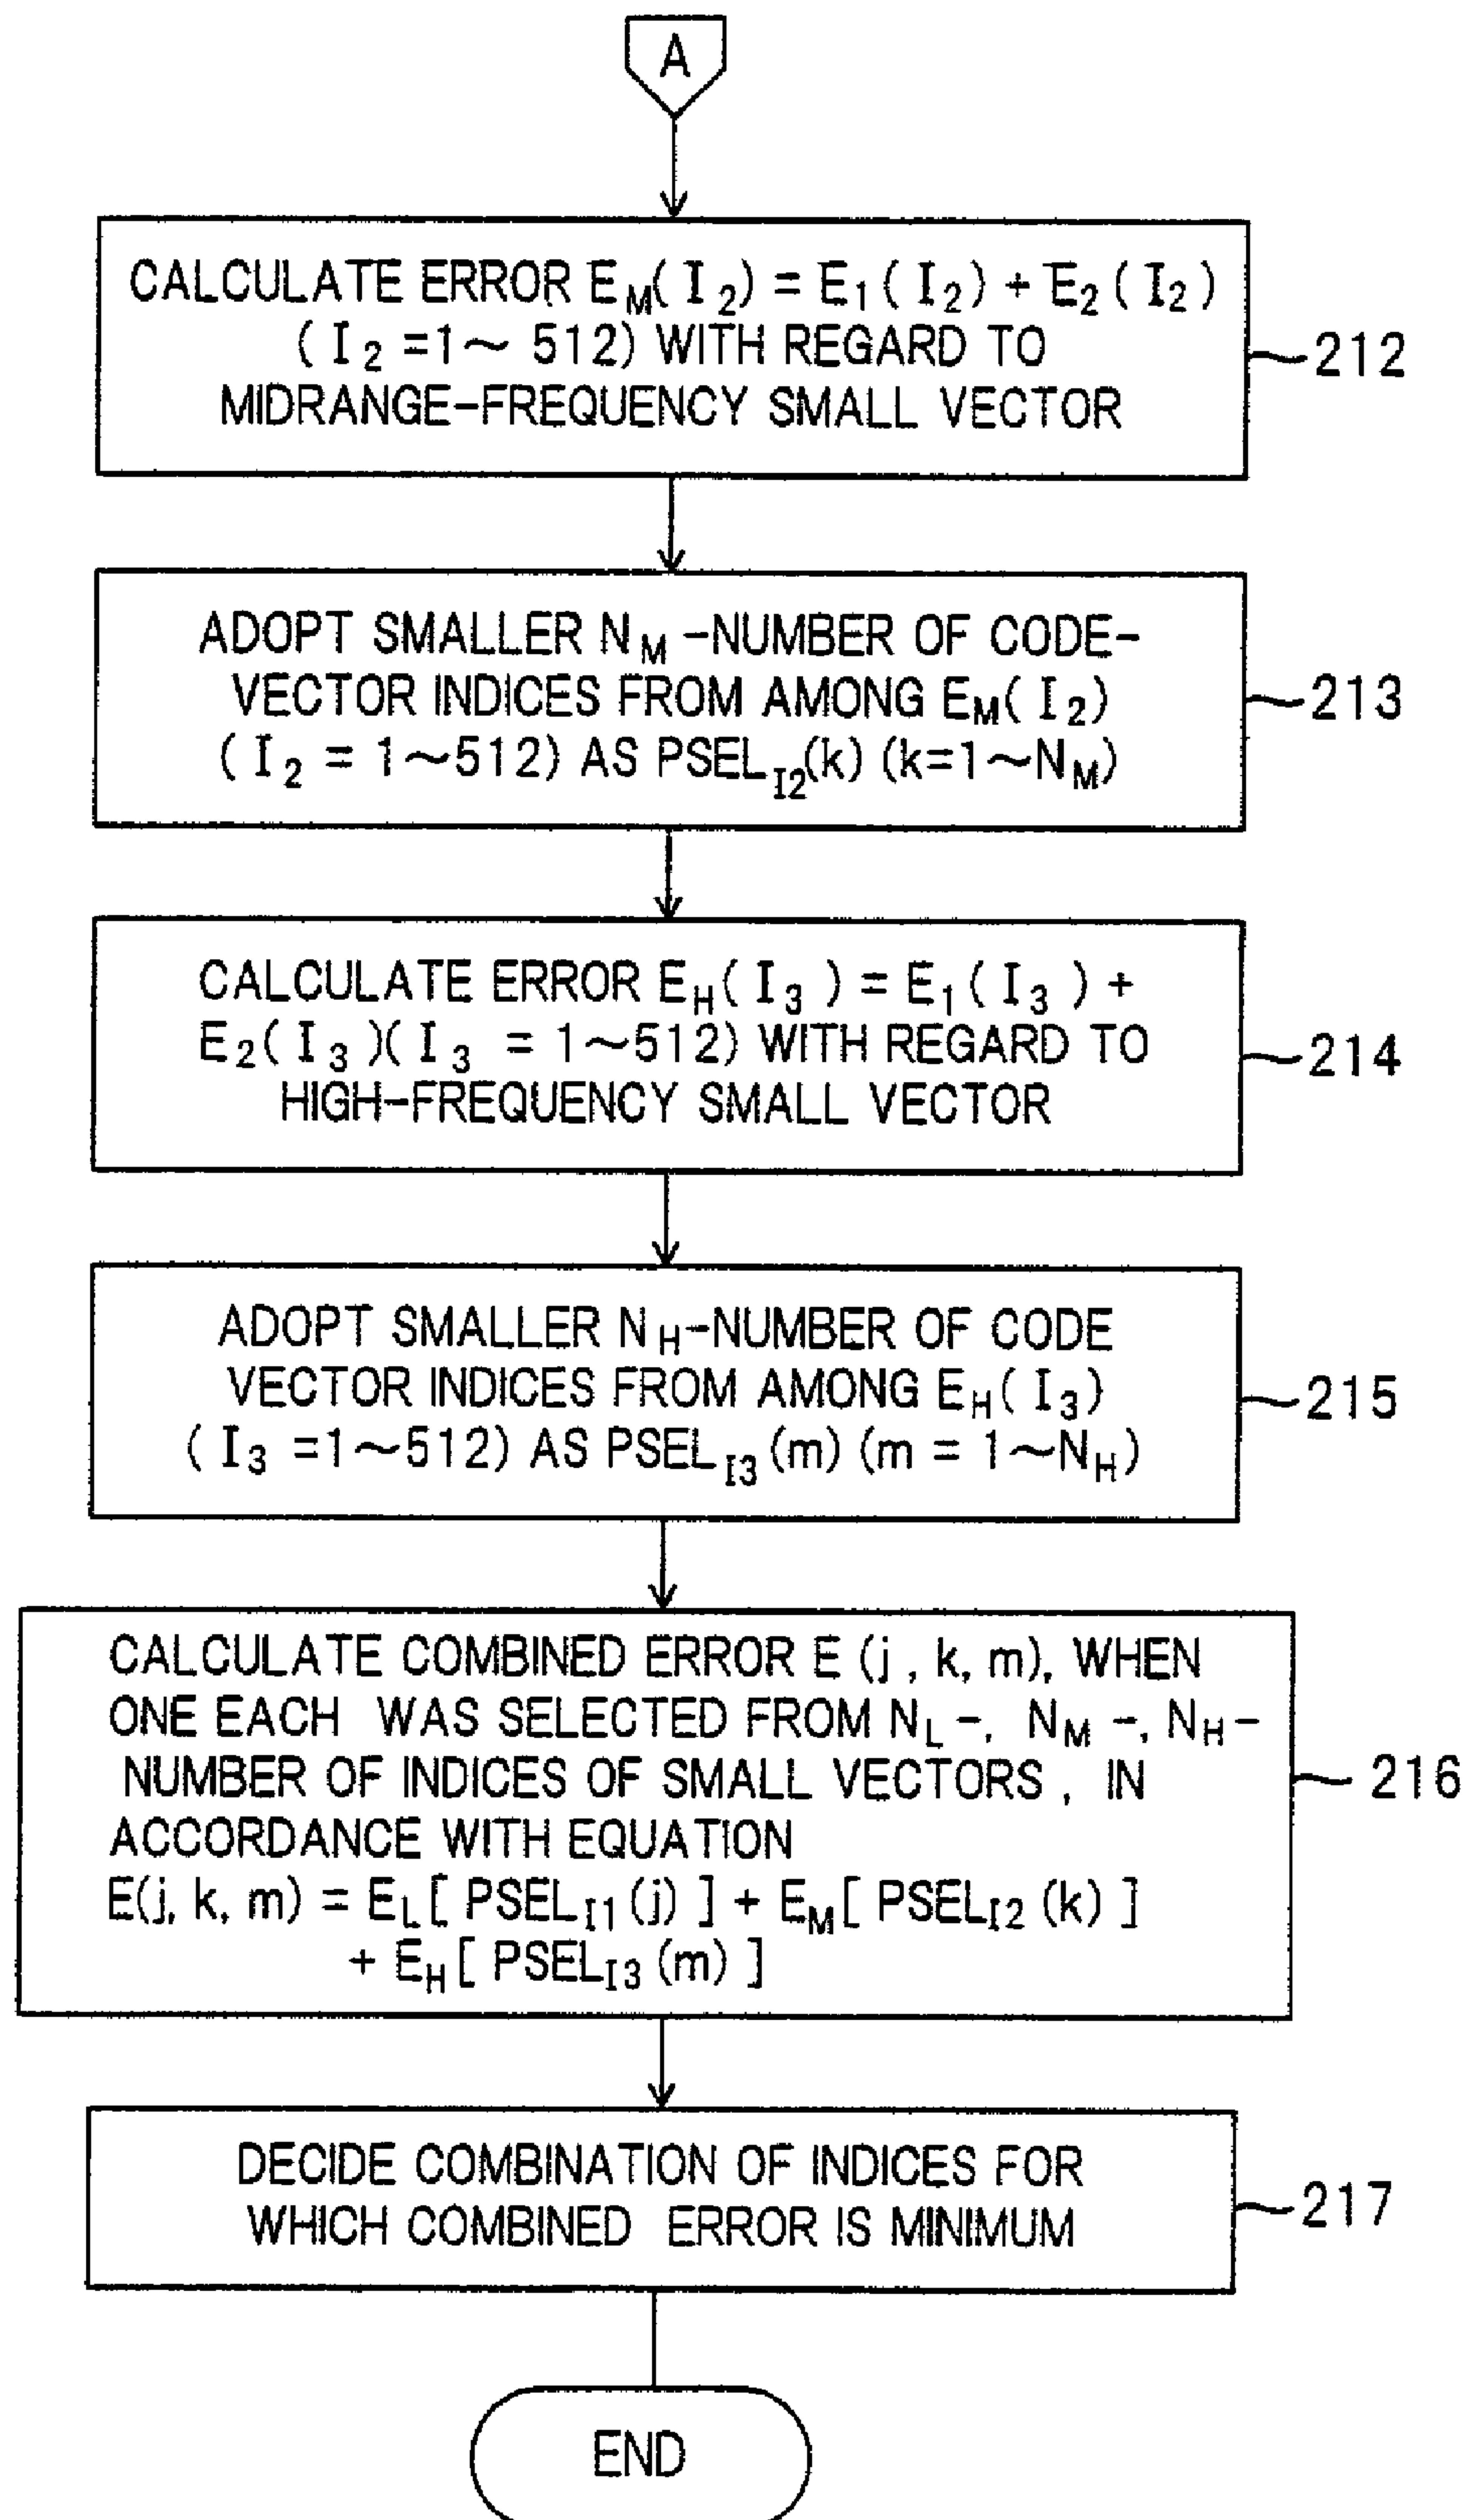 A
CALCULATE ERROR E_M(I_2) = E_1(I_2) + E_2(I_2)
(I_2 =1~ 512) WITH REGARD TO
MIDRANGE-FREQUENCY SMALL VECTOR
212
ADOPT SMALLER N_M -NUMBER OF CODE-
VECTOR INDICES FROM AMONG E_M(I_2)
(I_2 = 1~512) AS PSEL_I2(k) (k=1~N_M)
213
CALCULATE ERROR E_H(I_3) = E_1(I_3) +
E_2(I_3)(I_3 = 1~512) WITH REGARD TO
HIGH-FREQUENCY SMALL VECTOR
214
ADOPT SMALLER N_H-NUMBER OF CODE
VECTOR INDICES FROM AMONG E_H(I_3)
(I_3 =1~512) AS PSEL_I3(m) (m = 1~N_H)
215
CALCULATE COMBINED ERROR E (j, k, m), WHEN
ONE EACH WAS SELECTED FROM N_L -, N_M -, N_H -
NUMBER OF INDICES OF SMALL VECTORS, IN
ACCORDANCE WITH EQUATION
E(j, k, m) = E_L[ PSEL_I1(j) ] + E_M[ PSEL_I2 (k) ]
+ E_H[ PSEL_I3 (m) ]
216
DECIDE COMBINATION OF INDICES FOR
WHICH COMBINED ERROR IS MINIMUM
217
END